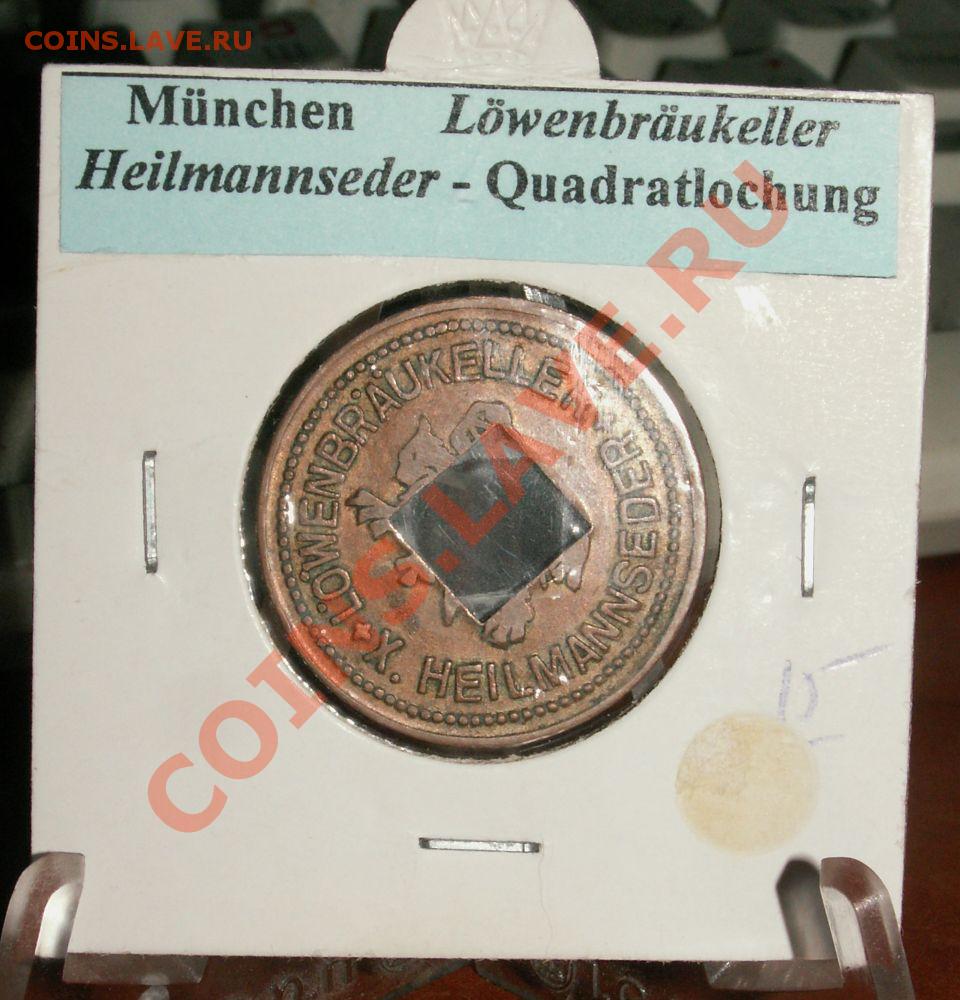 COINS.LAVE.RU
München Löwenbräukeller
Heilmannseder - Quadratlochung
LÖWENBRÄUKELLER
X. HEILMANNSEDER
COINS.LAVE.RU